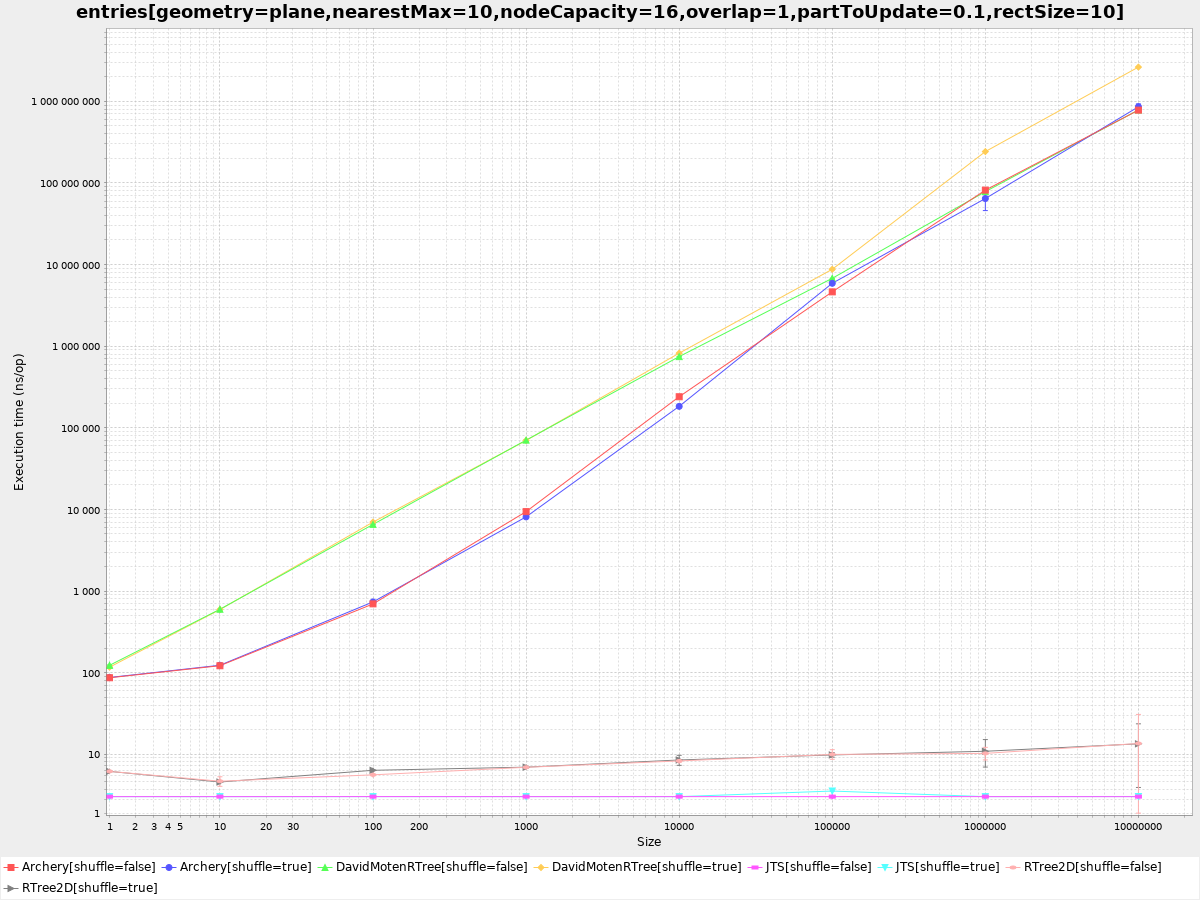 entries[geometry=plane,nearestMax=10,nodeCapacity=16,overlap=1,partToUpdate=0.1,rectSize=10]
Execution time (ns/op)
1 000 000 000
100 000 000
10 000 000
1 000 000
100 000
10 000
1 000
100
10
1
1 2 3 4 5 10 20 30 100 200 1000 10000 100000 1000000 10000000
Size
Archery[shuffle=false] Archery[shuffle=true] DavidMotenRTree[shuffle=false] DavidMotenRTree[shuffle=true] JTS[shuffle=false] JTS[shuffle=true] RTree2D[shuffle=false]
RTree2D[shuffle=true]